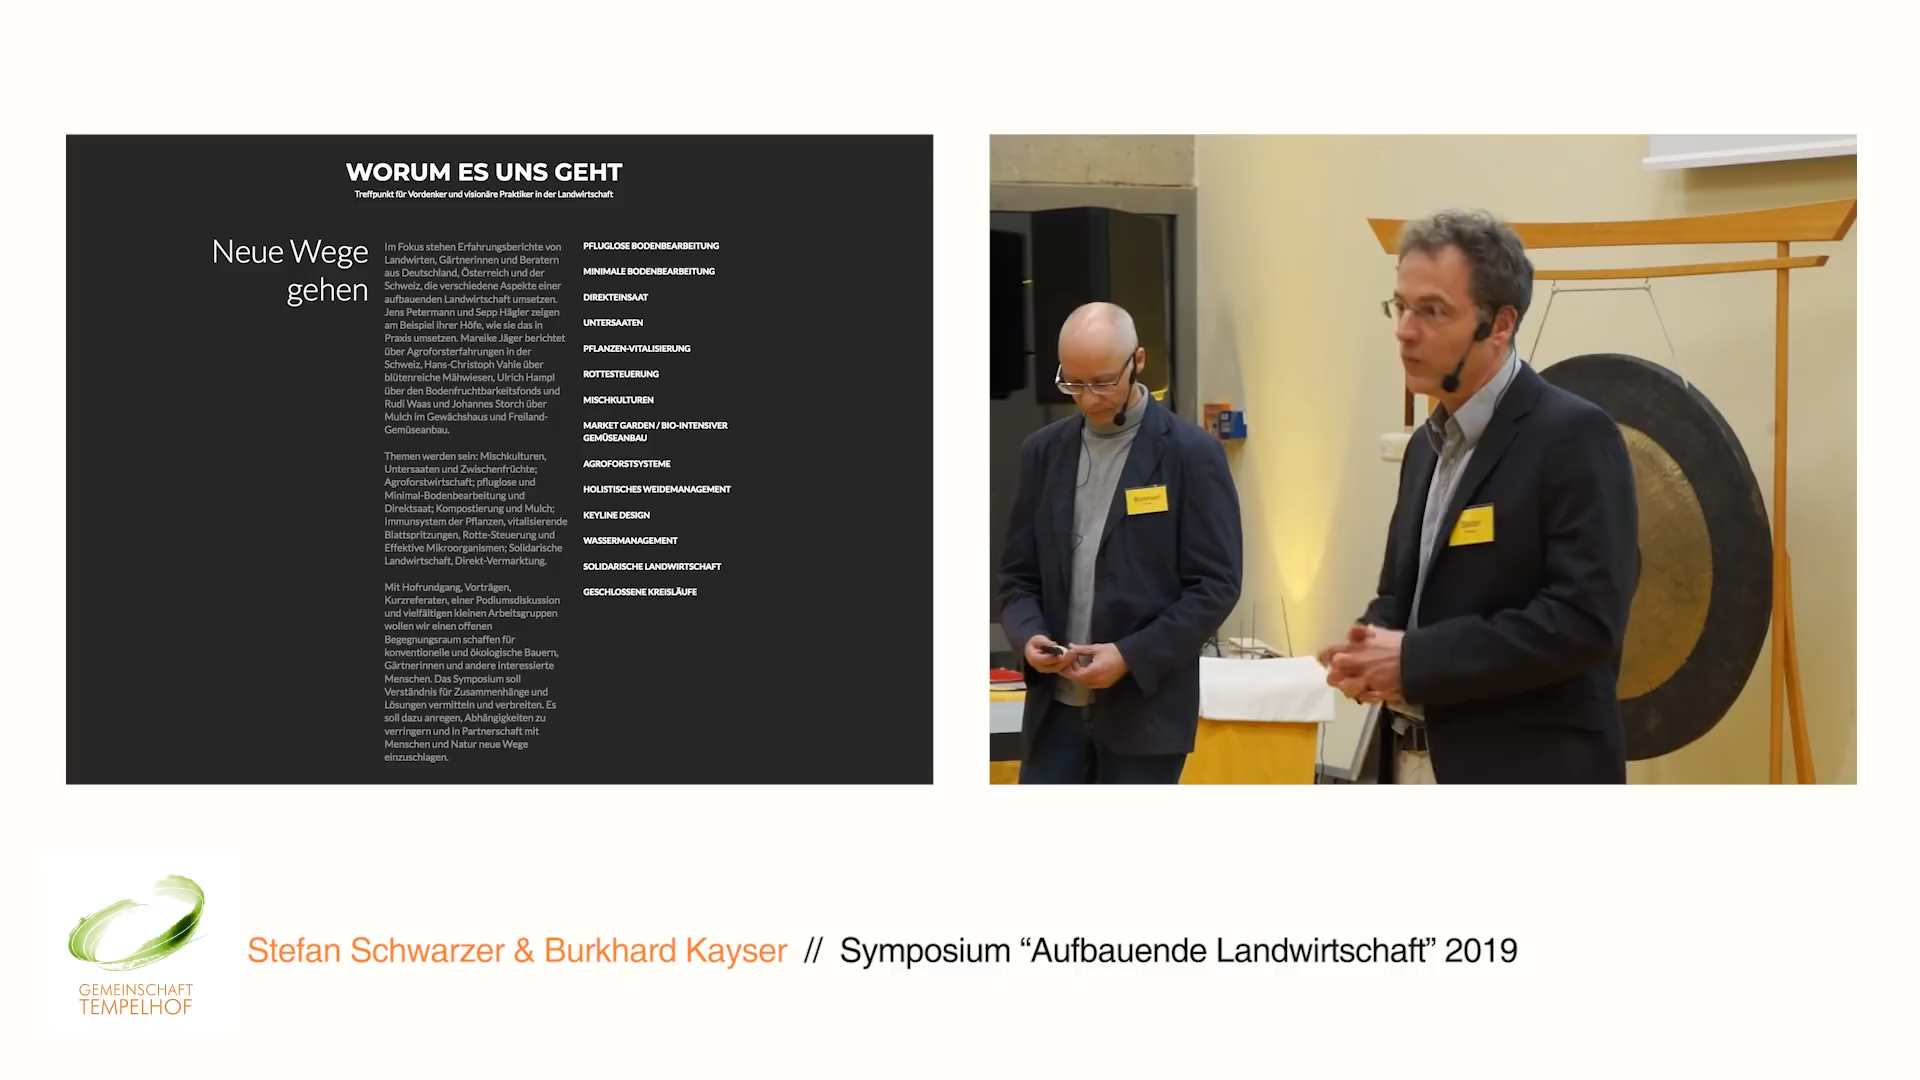 WORUM ES UNS GEHT
Treffpunkt für Vordenker und visionäre Praktiker in der Landwirtschaft
Neue Wege
gehen
Im Fokus stehen Erfahrungsberichte von
Landwirten, Gärtnerinnen und Beratern
aus Deutschland, Österreich und der
Schweiz, die verschiedene Aspekte einer
aufbauenden Landwirtschaft umsetzen.
Jens Petermann und Sepp Hägler zeigen
am Beispiel ihrer Höfe, wie sie das in
Praxis umsetzen. Mareike Jäger berichtet
über Agroforsterfahrungen in der
Schweiz, Hans-Christoph Vahle über
blütenreiche Mähwiesen, Ulrich Hampl
über den Bodenfruchtbarkeitsfonds und
Rudi Waas und Johannes Storch über
Mulch im Gewächshaus und Freiland-
Gemüseanbau.
Themen werden sein: Mischkulturen,
Untersaaten und Zwischenfrüchte;
Agroforstwirtschaft; pfluglose und
Minimal-Bodenbearbeitung und
Direktsaat; Kompostierung und Mulch;
Immunsystem der Pflanzen, vitalisierende
Blattspritzungen, Rotte-Steuerung und
Effektive Mikroorganismen; Solidarische
Landwirtschaft, Direkt-Vermarktung.
Mit Hofrundgang, Vorträgen,
Kurzreferaten, einer Podiumsdiskussion
und vielfältigen kleinen Arbeitsgruppen
wollen wir einen offenen
Begegnungsraum schaffen für
konventionelle und ökologische Bauern,
Gärtnerinnen und andere interessierte
Menschen. Das Symposium soll
Verständnis für Zusammenhänge und
Lösungen vermitteln und verbreiten. Es
soll dazu anregen, Abhängigkeiten zu
verringern und in Partnerschaft mit
Menschen und Natur neue Wege
einzuschlagen.
PFLUGLOSE BODENBEARBEITUNG
MINIMALE BODENBEARBEITUNG
DIREKTEINSAAT
UNTERSAATEN
PFLANZEN-VITALISIERUNG
ROTTESTEUERUNG
MISCHKULTUREN
MARKET GARDEN / BIO-INTENSIVER
GEMÜSEANBAU
AGROFORSTSYSTEME
HOLISTISCHES WEIDEMANAGEMENT
KEYLINE DESIGN
WASSERMANAGEMENT
SOLIDARISCHE LANDWIRTSCHAFT
GESCHLOSSENE KREISLÄUFE
GEMEINSCHAFT
TEMPELHOF
Stefan Schwarzer & Burkhard Kayser // Symposium “Aufbauende Landwirtschaft” 2019